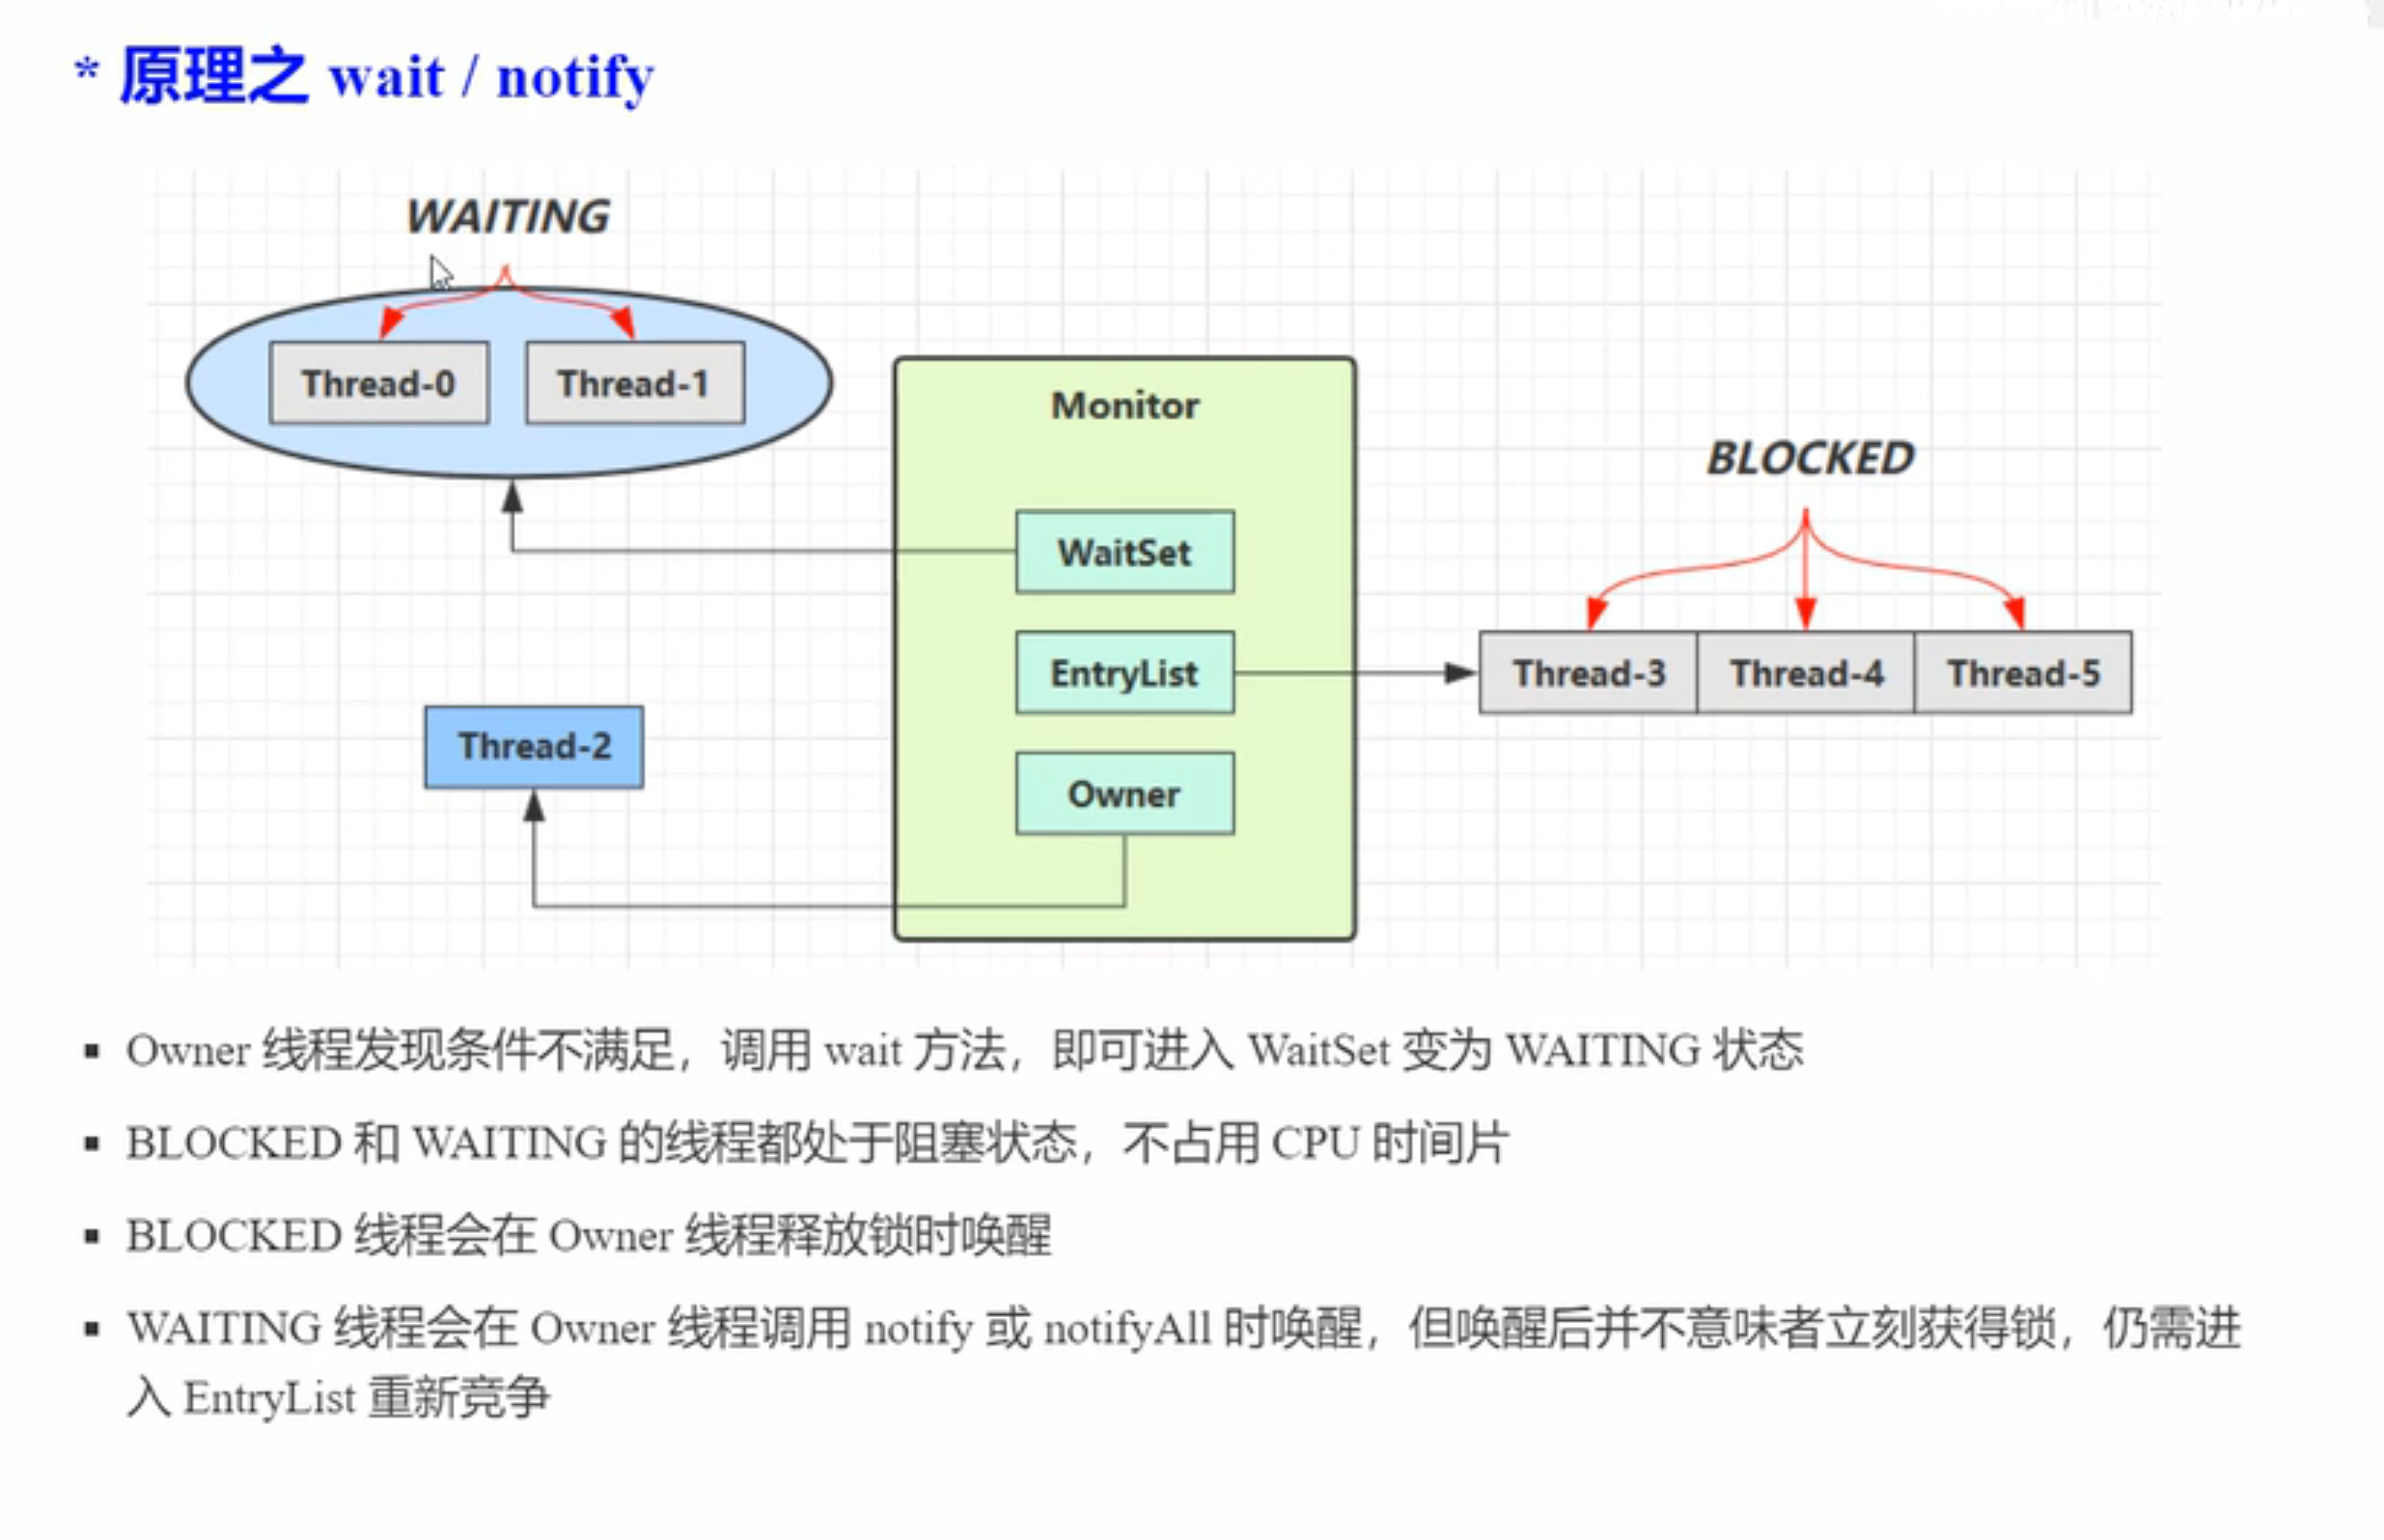 * 原理之 wait / notify
WAITING
Thread-0 Thread-1
Monitor
BLOCKED
WaitSet
EntryList
Thread-3 Thread-4 Thread-5
Thread-2
Owner
▪ Owner 线程发现条件不满足，调用 wait 方法，即可进入 WaitSet 变为 WAITING 状态
▪ BLOCKED 和 WAITING 的线程都处于阻塞状态，不占用 CPU 时间片
▪ BLOCKED 线程会在 Owner 线程释放锁时唤醒
▪ WAITING 线程会在 Owner 线程调用 notify 或 notifyAll 时唤醒，但唤醒后并不意味者立刻获得锁，仍需进
入 EntryList 重新竞争